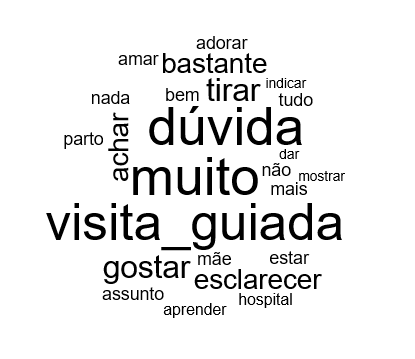 adorar
amar
bastante
indicar
nada
bem
tirar
tudo
achar
dúvida
parto
dar
muito
não
mostrar
mais
visita_guiada
gostar
mãe
estar
esclarecer
assunto
hospital
aprender